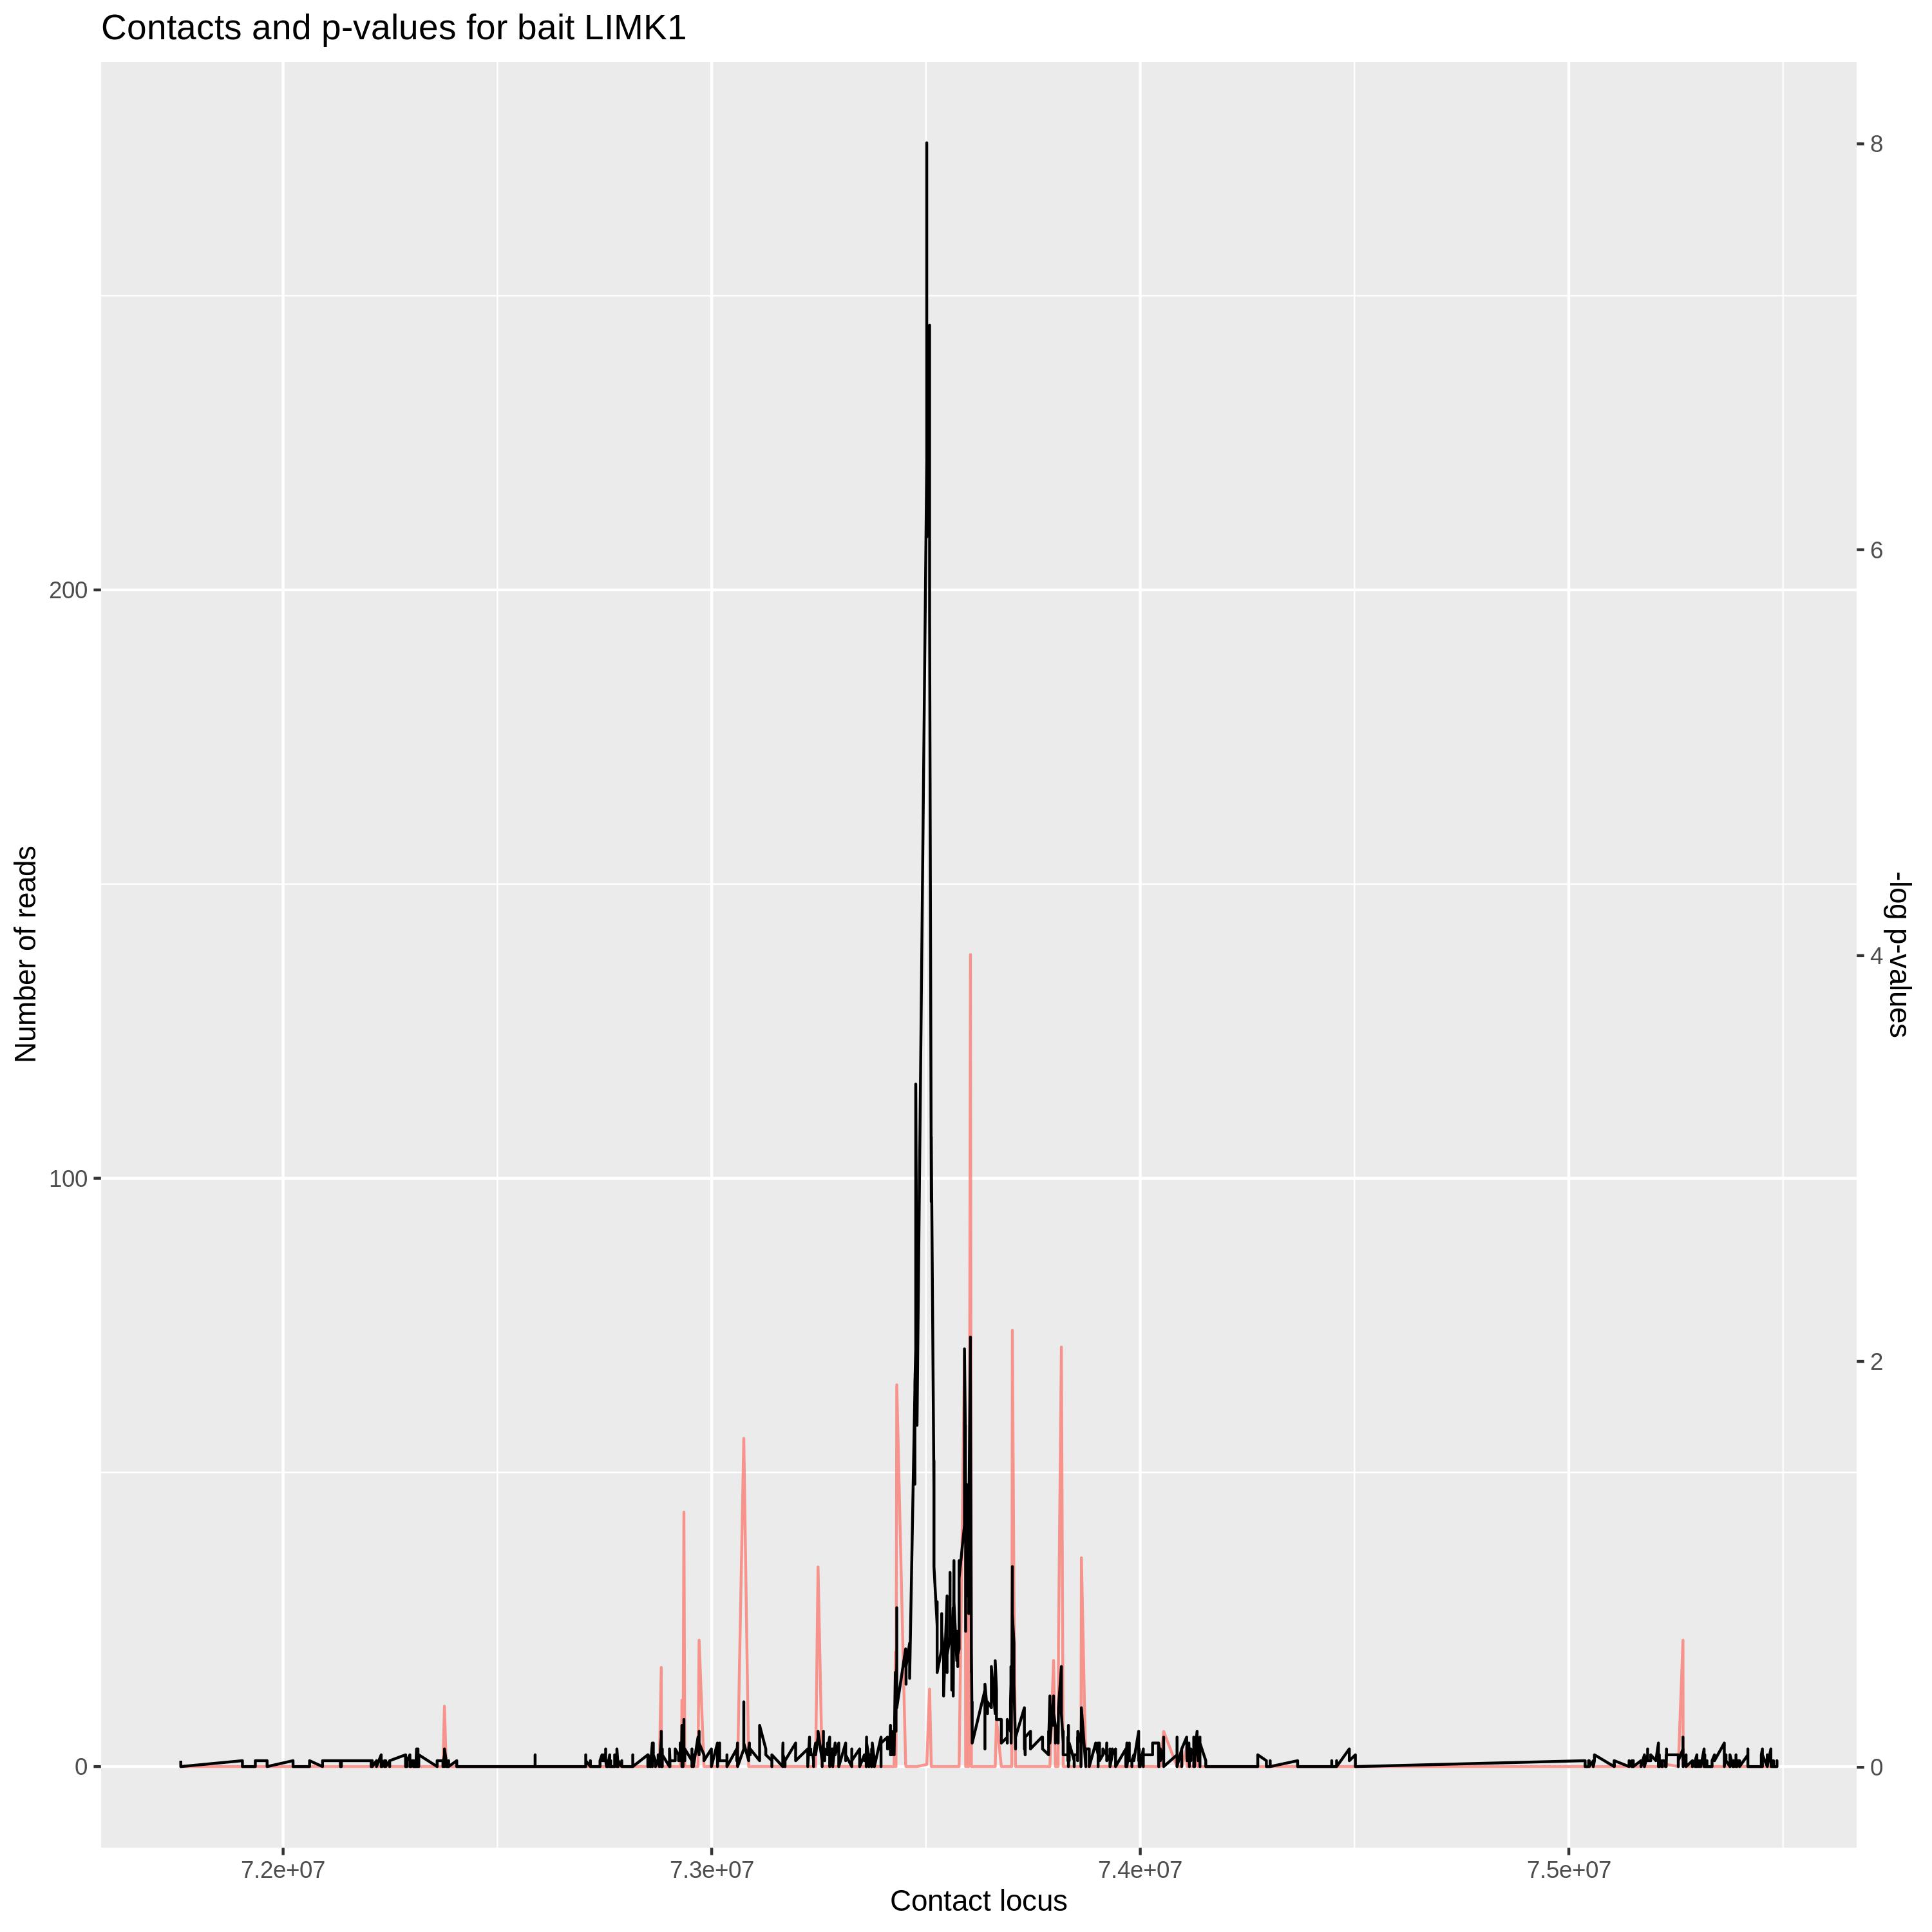 Contacts and p-values for bait LIMK1
8
6
200
Number of reads
-log p-values
4
100
2
0
0
7.2e+07
7.3e+07
7.4e+07
7.5e+07
Contact locus